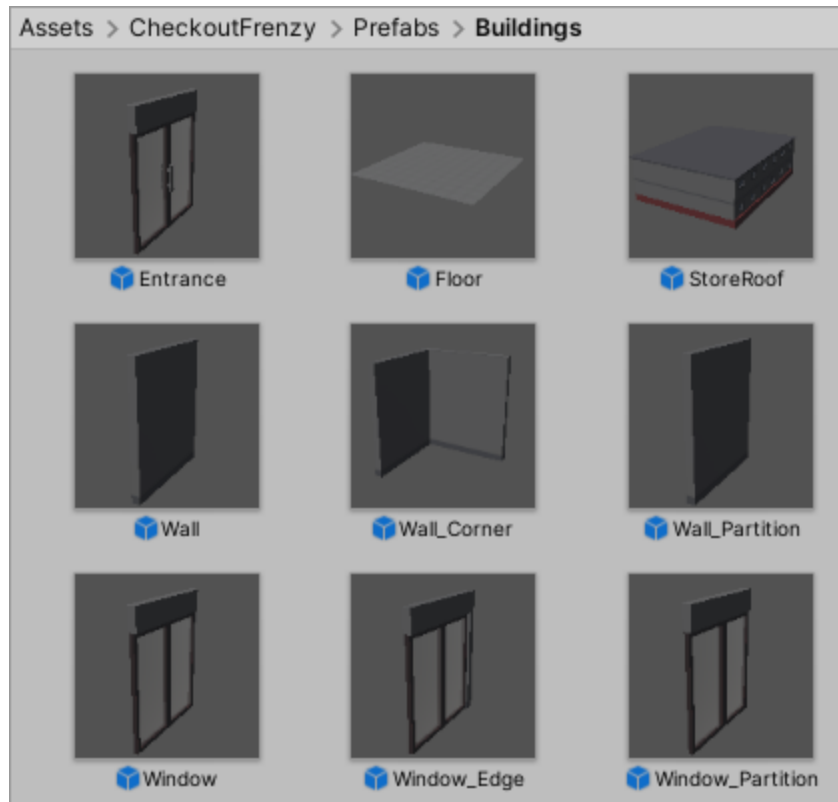 Assets > CheckoutFrenzy > Prefabs > Buildings
Entrance
Floor
StoreRoof
Wall
Wall_Corner
Wall_Partition
Window
Window_Edge
Window_Partition